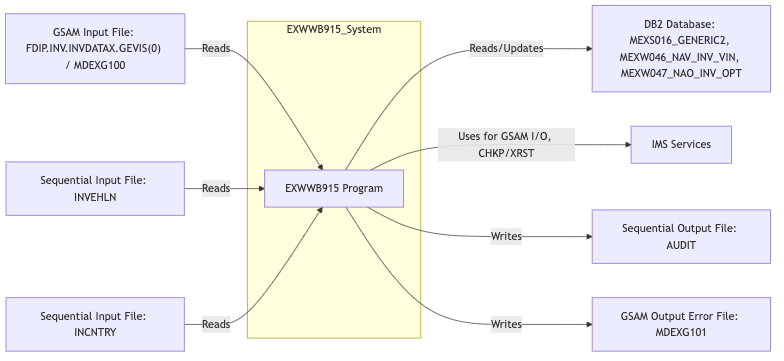 GSAM Input File:
FDIP.INV.INVDATAX.GEVIS(0)
/ MDEXG100
Reads
EXWWB915_System
Reads/Updates
DB2 Database:
MEXS016_GENERIC2,
MEXW046_NAV_INV_VIN,
MEXW047_NAO_INV_OPT
Uses for GSAM I/O,
CHKP/XRST
IMS Services
Sequential Input File:
INVEHLN
Reads
EXWWB915 Program
Writes
Sequential Output File:
AUDIT
Sequential Input File:
INCNTRY
Reads
Writes
GSAM Output Error File:
MDEXG101